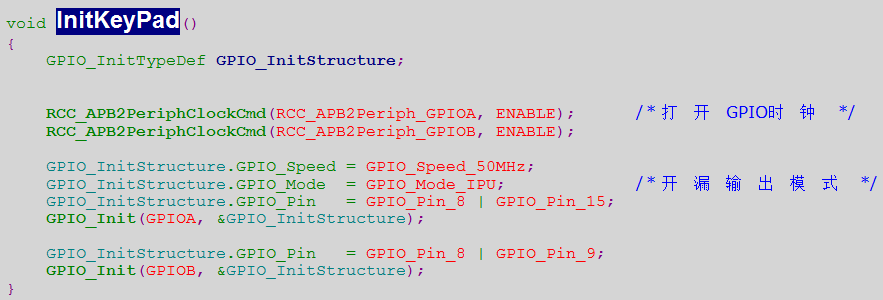 void InitKeyPad()
{
    GPIO_InitTypeDef GPIO_InitStructure;
    RCC_APB2PeriphClockCmd(RCC_APB2Periph_GPIOA, ENABLE);      /*打 开 GPIO时 钟 */
    RCC_APB2PeriphClockCmd(RCC_APB2Periph_GPIOB, ENABLE);
    GPIO_InitStructure.GPIO_Speed = GPIO_Speed_50MHz;
    GPIO_InitStructure.GPIO_Mode  = GPIO_Mode_IPU;             /*开 漏 输 出 模 式 */
    GPIO_InitStructure.GPIO_Pin   = GPIO_Pin_8 | GPIO_Pin_15;
    GPIO_Init(GPIOA, &GPIO_InitStructure);
    GPIO_InitStructure.GPIO_Pin   = GPIO_Pin_8 | GPIO_Pin_9;
    GPIO_Init(GPIOB, &GPIO_InitStructure);
}